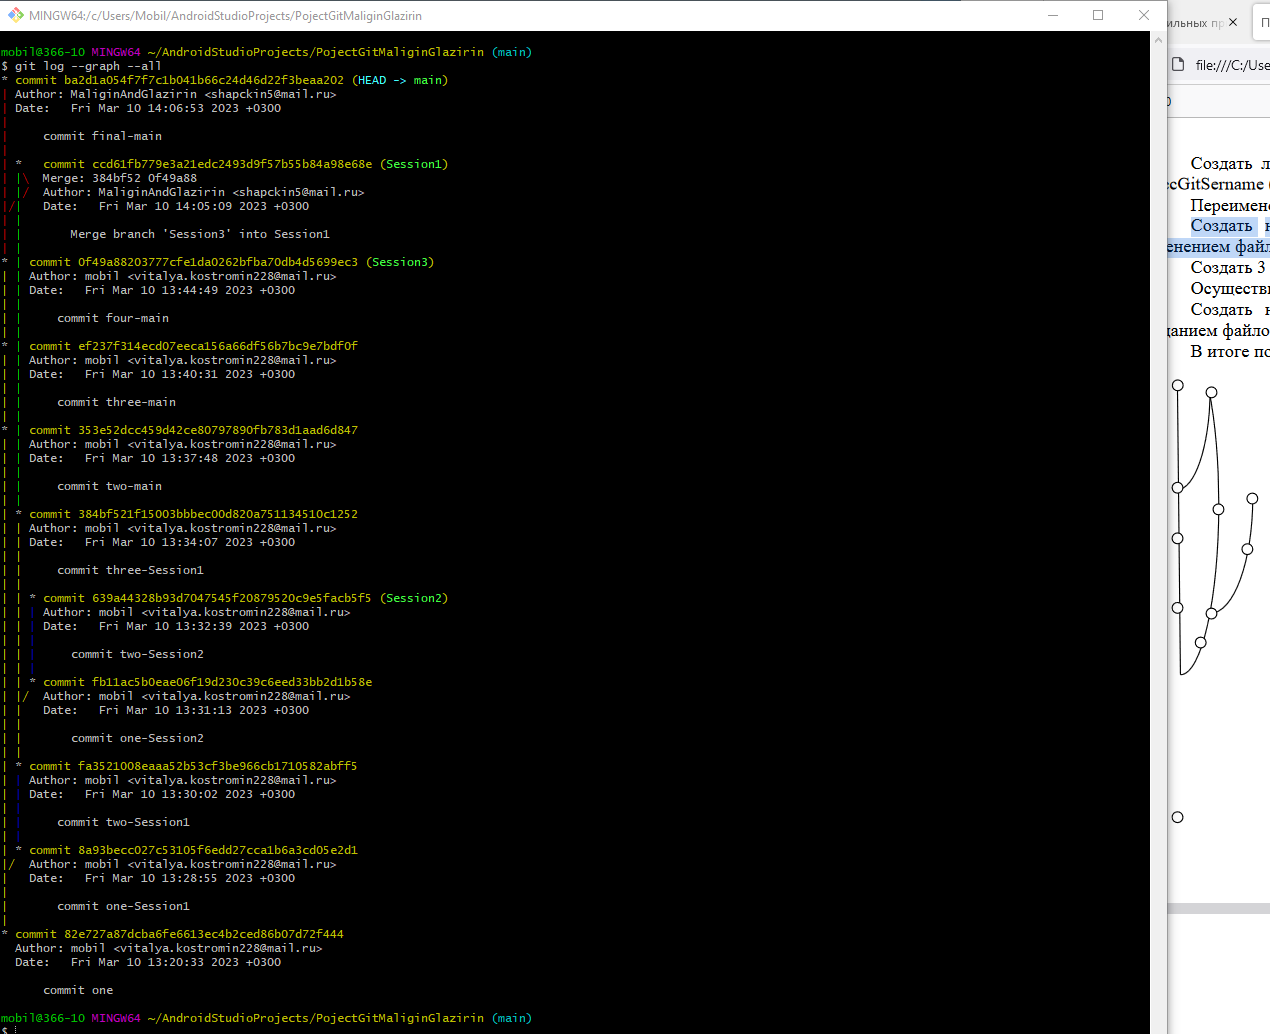 MINGW64:/c/Users/Mobil/AndroidStudioProjects/PojectGitMaliginGlazirin
mobil@366-10 MINGW64 ~/AndroidStudioProjects/PojectGitMaliginGlazirin (main)
$ git log --graph --all
* commit ba2d1a054f7f7c1b041b66c24d46d22f3beaa202 (HEAD -> main)
| Author: MaliginAndGlazirin <shapckin5@mail.ru>
| Date:   Fri Mar 10 14:06:53 2023 +0300
|
|     commit final-main
|
| *   commit ccd61fb779e3a21edc2493d9f57b55b84a98e68e (Session1)
| |\  Merge: 384bf52 0f49a88
| |/  Author: MaliginAndGlazirin <shapckin5@mail.ru>
|/|   Date:   Fri Mar 10 14:05:09 2023 +0300
| |
| |       Merge branch 'Session3' into Session1
| |
* | commit 0f49a88203777cfe1da0262bfba70db4d5699ec3 (Session3)
| | Author: mobil <vitalya.kostromin228@mail.ru>
| | Date:   Fri Mar 10 13:44:49 2023 +0300
| |
| |     commit four-main
| |
* | commit ef237f314ecd07eeca156a66df56b7bc9e7bdf0f
| | Author: mobil <vitalya.kostromin228@mail.ru>
| | Date:   Fri Mar 10 13:40:31 2023 +0300
| |
| |     commit three-main
| |
* | commit 353e52dcc459d42ce80797890fb783d1aad6d847
| | Author: mobil <vitalya.kostromin228@mail.ru>
| | Date:   Fri Mar 10 13:37:48 2023 +0300
| |
| |     commit two-main
| |
| * commit 384bf521f15003bbbec00d820a751134510c1252
| | Author: mobil <vitalya.kostromin228@mail.ru>
| | Date:   Fri Mar 10 13:34:07 2023 +0300
| |
| |     commit three-Session1
| |
| | * commit 639a44328b93d7047545f20879520c9e5facb5f5 (Session2)
| | | Author: mobil <vitalya.kostromin228@mail.ru>
| | | Date:   Fri Mar 10 13:32:39 2023 +0300
| | |
| | |     commit two-Session2
| | |
| | * commit fb11ac5b0eae06f19d230c39c6eed33bb2d1b58e
| |/  Author: mobil <vitalya.kostromin228@mail.ru>
| |   Date:   Fri Mar 10 13:31:13 2023 +0300
| |
| |       commit one-Session2
| |
| * commit fa3521008eaaa52b53cf3be966cb1710582abff5
| | Author: mobil <vitalya.kostromin228@mail.ru>
| | Date:   Fri Mar 10 13:30:02 2023 +0300
| |
| |     commit two-Session1
| |
| * commit 8a93becc027c53105f6edd27cca1b6a3cd05e2d1
|/  Author: mobil <vitalya.kostromin228@mail.ru>
|   Date:   Fri Mar 10 13:28:55 2023 +0300
|
|       commit one-Session1
|
* commit 82e727a87dcba6fe6613ec4b2ced86b07d72f444
  Author: mobil <vitalya.kostromin228@mail.ru>
  Date:   Fri Mar 10 13:20:33 2023 +0300

      commit one

mobil@366-10 MINGW64 ~/AndroidStudioProjects/PojectGitMaliginGlazirin (main)
$
ильных пр
П
file:///C:/Use
Создать л
ecGitSername
Переимено
Создать н
енением файл
Создать 3
Осуществи
Создать н
данием файло
В итоге по